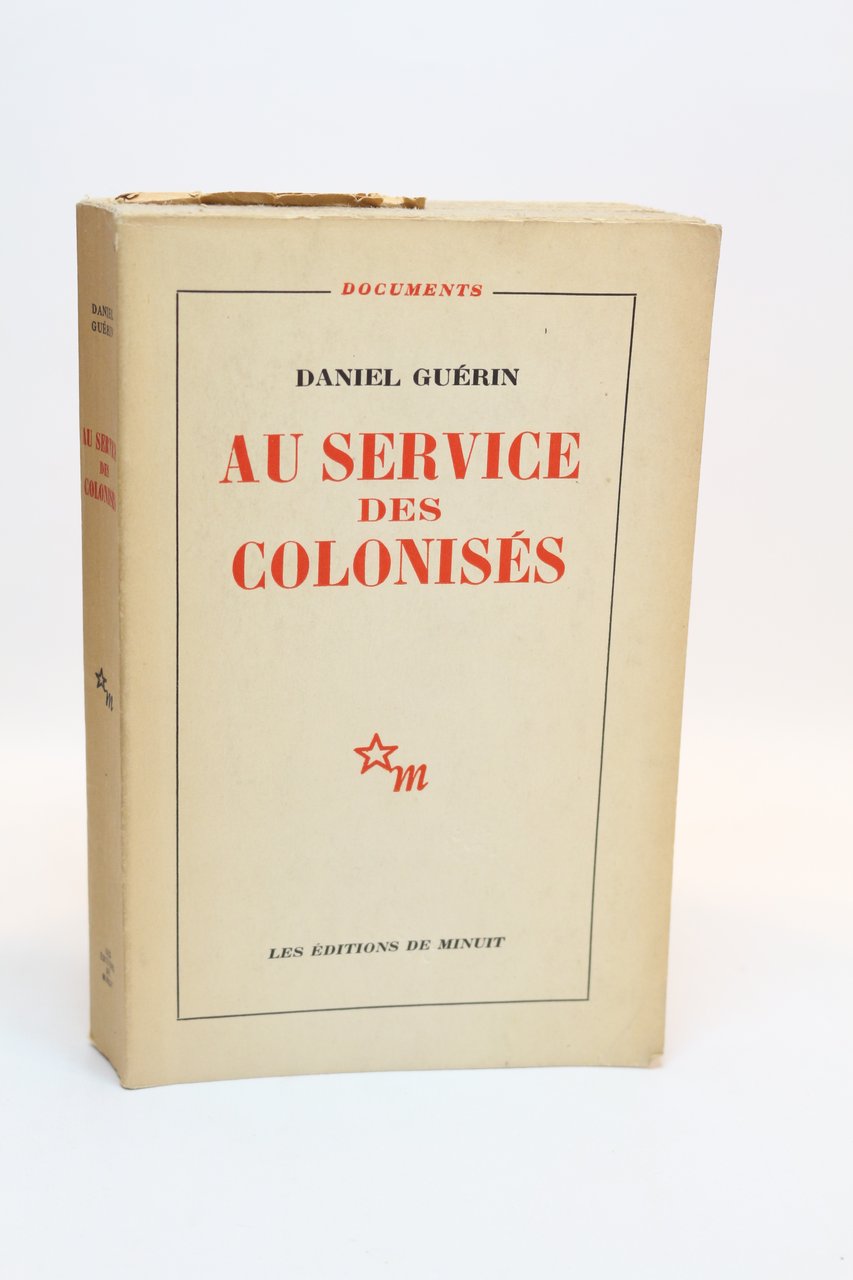 DOCUMENTS
DANIEL GUÉRIN
AU SERVICE
DES
COLONISÉS
m
LES ÉDITIONS DE MINUIT
DANIEL
GUÉRIN
AU SERVICE
DES
COLONISÉS
m